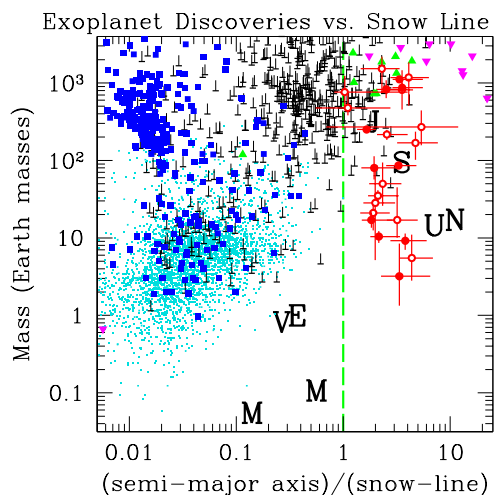 Exoplanet Discoveries vs. Snow Line
Mass (Earth masses)
10³
10²
10
1
0.1
J
S
U N
V E
M
M
0.01 0.1 1 10
(semi-major axis)/(snow-line)